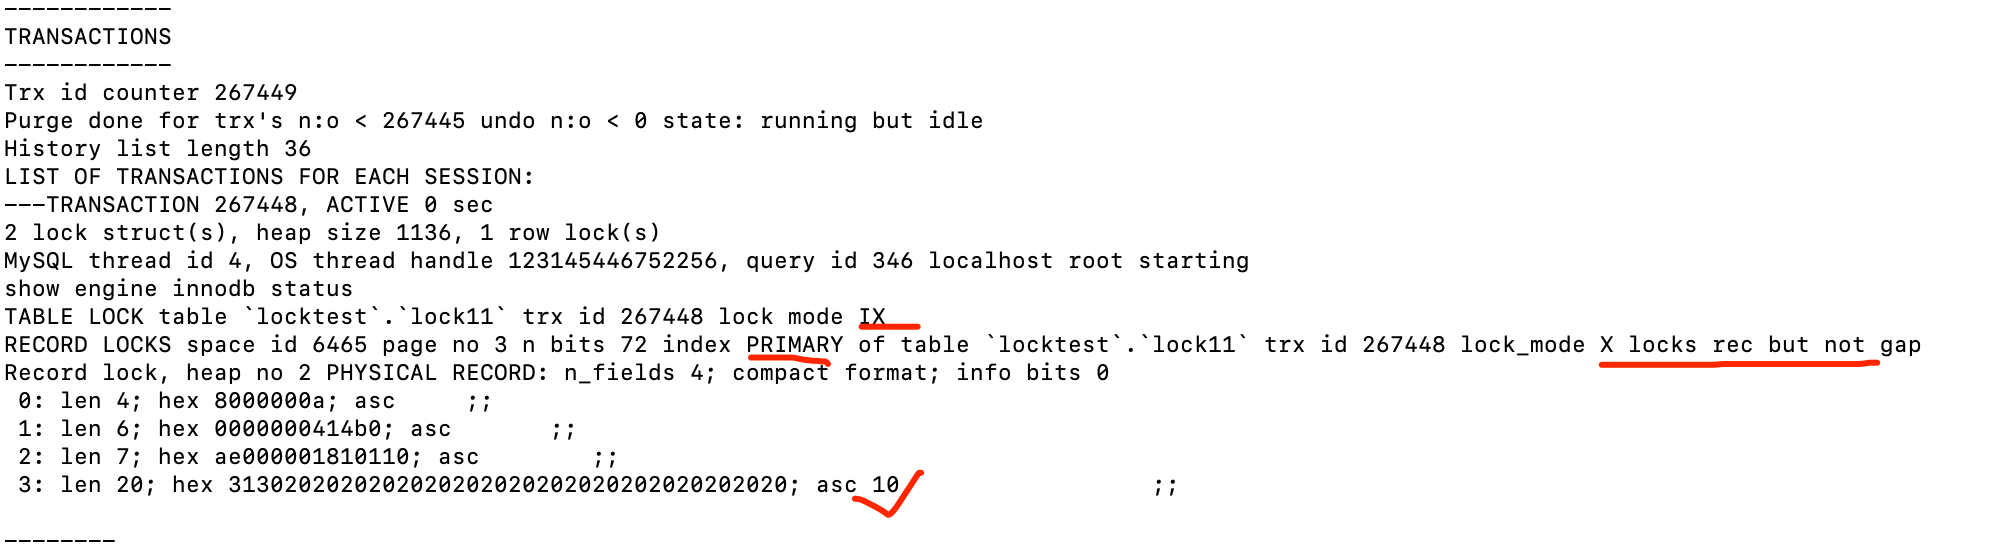 ------------
TRANSACTIONS
------------
Trx id counter 267449
Purge done for trx's n:o < 267445 undo n:o < 0 state: running but idle
History list length 36
LIST OF TRANSACTIONS FOR EACH SESSION:
---TRANSACTION 267448, ACTIVE 0 sec
2 lock struct(s), heap size 1136, 1 row lock(s)
MySQL thread id 4, OS thread handle 123145446752256, query id 346 localhost root starting
show engine innodb status
TABLE LOCK table `locktest`.`lock11` trx id 267448 lock mode IX
RECORD LOCKS space id 6465 page no 3 n bits 72 index PRIMARY of table `locktest`.`lock11` trx id 267448 lock_mode X locks rec but not gap
Record lock, heap no 2 PHYSICAL RECORD: n_fields 4; compact format; info bits 0
 0: len 4; hex 8000000a; asc     ;;
 1: len 6; hex 0000000414b0; asc       ;;
 2: len 7; hex ae000001810110; asc        ;;
 3: len 20; hex 3130202020202020202020202020202020202020; asc 10                  ;;
--------